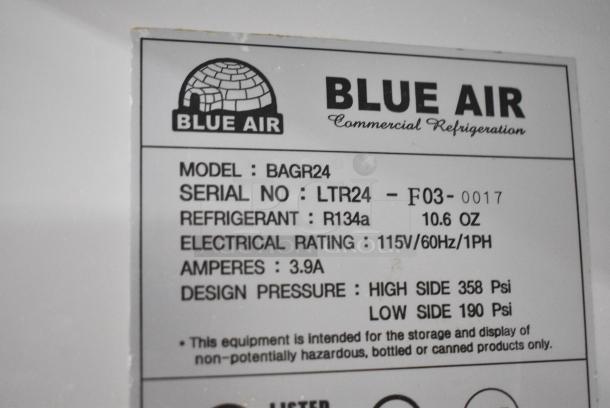 BLUE AIR
BLUE AIR
Commercial Refrigeration
MODEL : BAGR24
SERIAL NO : LTR24 - F03-0017
REFRIGERANT : R134a 10.6 OZ
ELECTRICAL RATING : 115V/60Hz/1PH
AMPERES : 3.9A
DESIGN PRESSURE : HIGH SIDE 358 Psi
LOW SIDE 190 Psi
• This equipment is intended for the storage and display of
non-potentially hazardous, bottled or canned products only.
LISTED